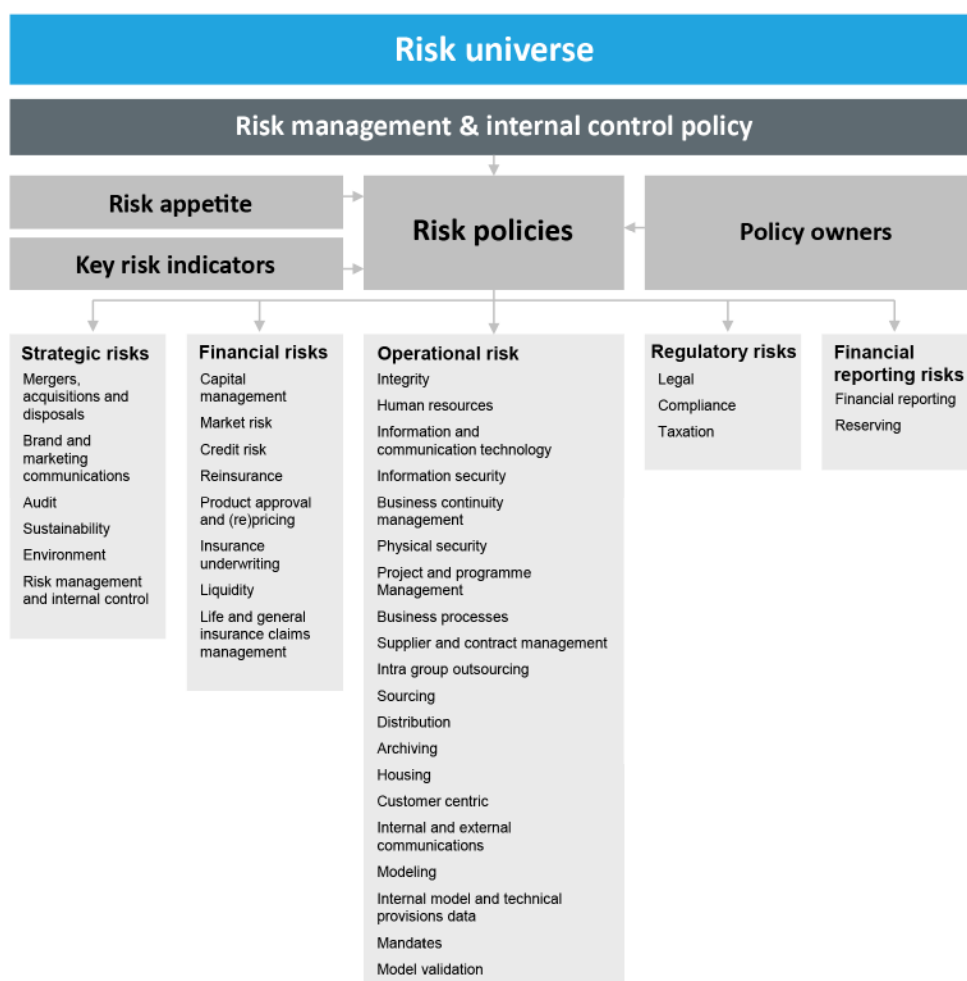 Risk universe
Risk management & internal control policy
Risk appetite
Key risk indicators
Risk policies
Policy owners
Strategic risks
Mergers,
acquisitions and
disposals
Brand and
marketing
communications
Audit
Sustainability
Environment
Risk management
and internal control
Financial risks
Capital
management
Market risk
Credit risk
Reinsurance
Product approval
and (re)pricing
Insurance
underwriting
Liquidity
Life and general
insurance claims
management
Operational risk
Integrity
Human resources
Information and
communication technology
Information security
Business continuity
management
Physical security
Project and programme
Management
Business processes
Supplier and contract management
Intra group outsourcing
Sourcing
Distribution
Archiving
Housing
Customer centric
Internal and external
communications
Modeling
Internal model and technical
provisions data
Mandates
Model validation
Regulatory risks
Legal
Compliance
Taxation
Financial
reporting risks
Financial reporting
Reserving